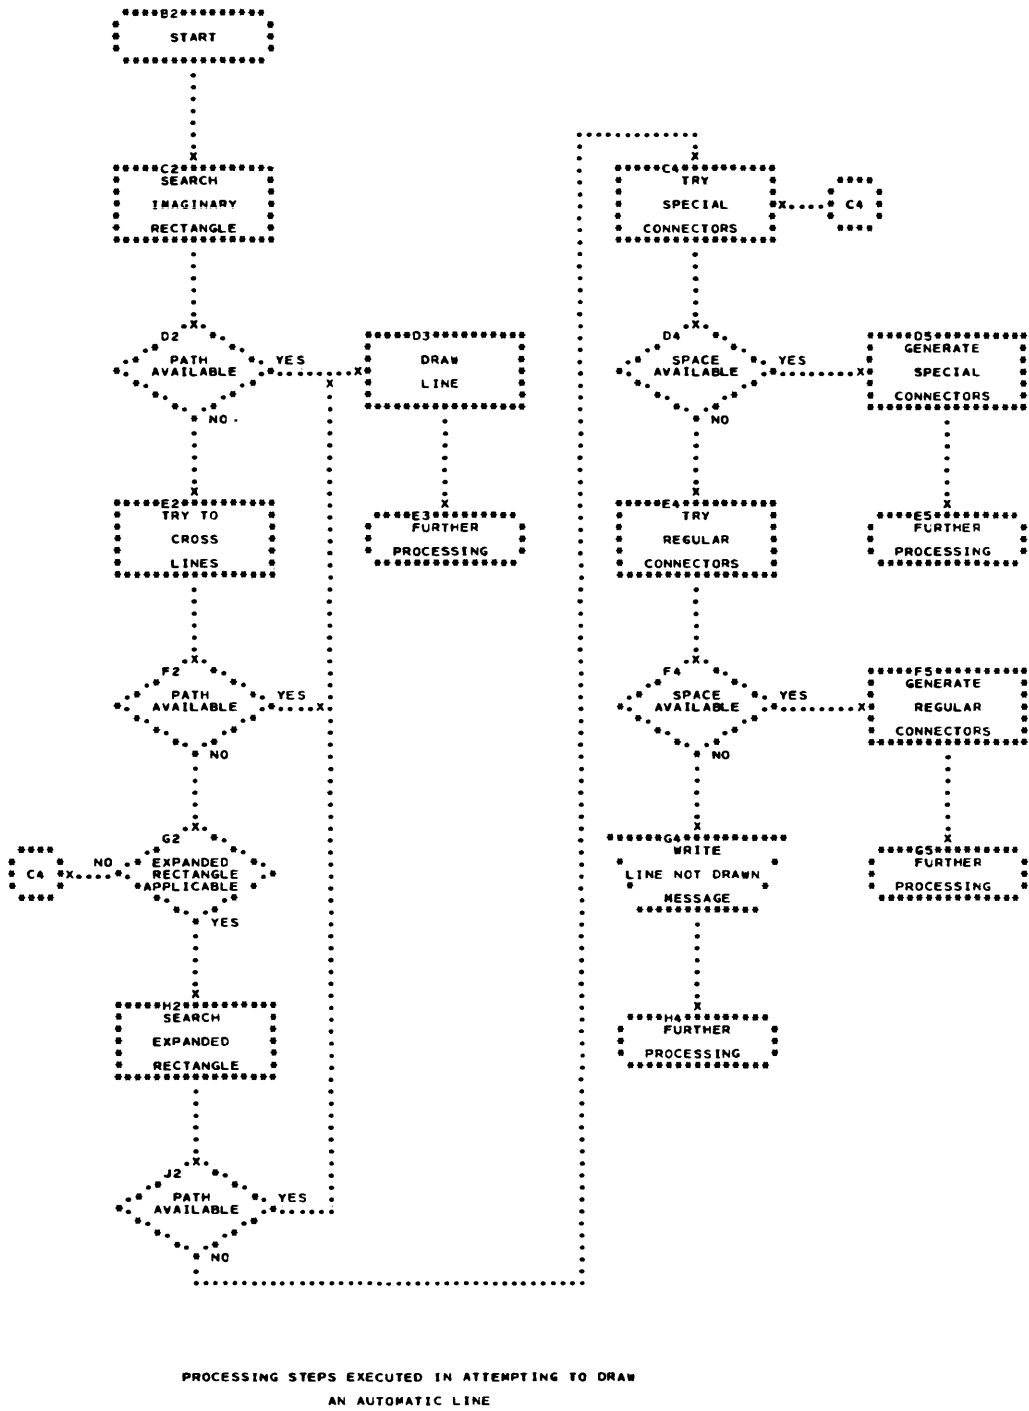 B2
START
C2
SEARCH
IMAGINARY
RECTANGLE
D2
PATH
AVAILABLE
YES
NO
D3
DRAW
LINE
E3
FURTHER
PROCESSING
E2
TRY TO
CROSS
LINES
F2
PATH
AVAILABLE
YES
NO
G2
EXPANDED
RECTANGLE
APPLICABLE
NO
C4
YES
H2
SEARCH
EXPANDED
RECTANGLE
J2
PATH
AVAILABLE
YES
NO
C4
TRY
SPECIAL
CONNECTORS
C4
D4
SPACE
AVAILABLE
YES
NO
D5
GENERATE
SPECIAL
CONNECTORS
E5
FURTHER
PROCESSING
E4
TRY
REGULAR
CONNECTORS
F4
SPACE
AVAILABLE
YES
NO
F5
GENERATE
REGULAR
CONNECTORS
G5
FURTHER
PROCESSING
G4
WRITE
LINE NOT DRAWN
MESSAGE
H4
FURTHER
PROCESSING
PROCESSING STEPS EXECUTED IN ATTEMPTING TO DRAW
AN AUTOMATIC LINE